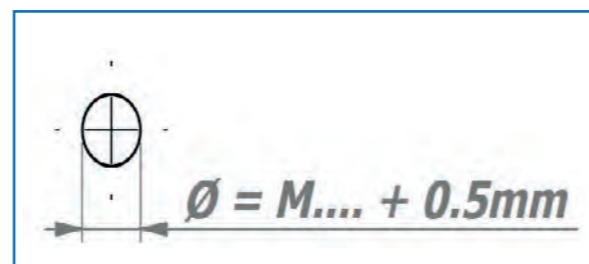 Ø = M.... + 0.5mm